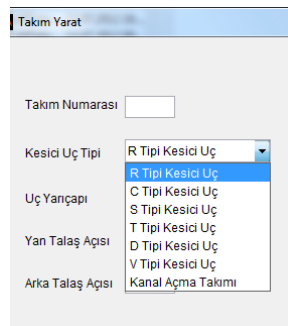 Takım Yarat
Takım Numarası
Kesici Uç Tipi R Tipi Kesici Uç
R Tipi Kesici Uç
C Tipi Kesici Uç
Uç Yarıçapı
S Tipi Kesici Uç
T Tipi Kesici Uç
Yan Talaş Açısı
D Tipi Kesici Uç
V Tipi Kesici Uç
Arka Talaş Açısı
Kanal Açma Takımı